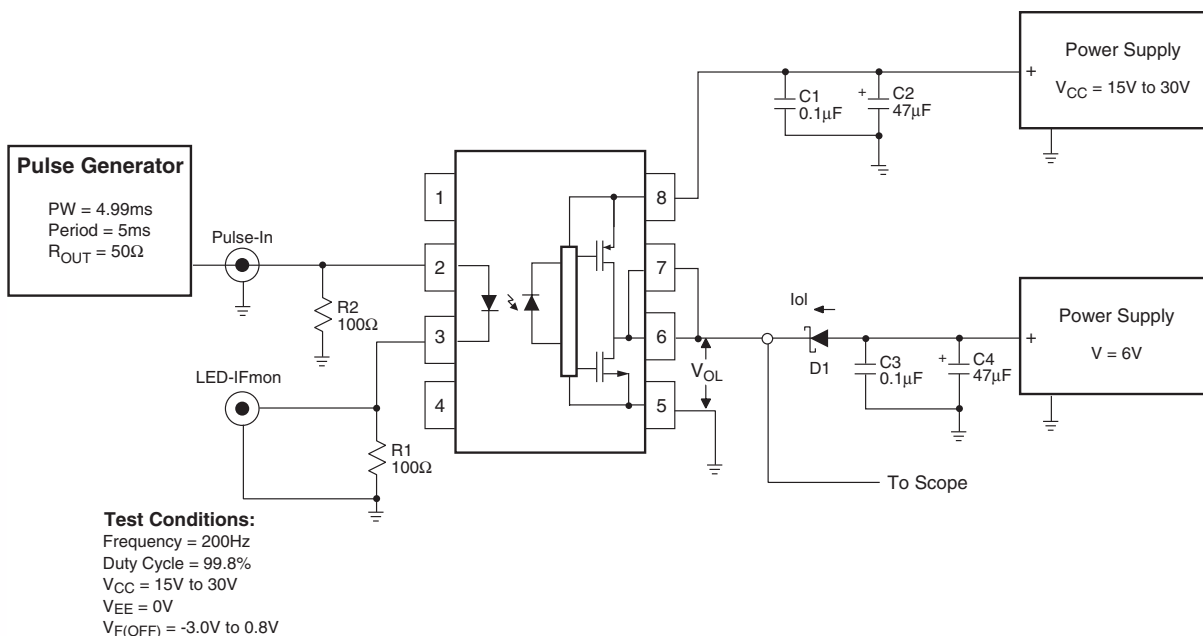 Pulse Generator
PW = 4.99ms
Period = 5ms
ROUT = 50Ω
Pulse-In
R2
100Ω
LED-IFmon
R1
100Ω
1
2
3
4
8
7
6
5
VOL
C1
0.1μF
+
C2
47μF
+
Power Supply
VCC = 15V to 30V
Iol
D1
C3
0.1μF
+
C4
47μF
+
Power Supply
V = 6V
To Scope
Test Conditions:
Frequency = 200Hz
Duty Cycle = 99.8%
VCC = 15V to 30V
VEE = 0V
VF(OFF) = -3.0V to 0.8V